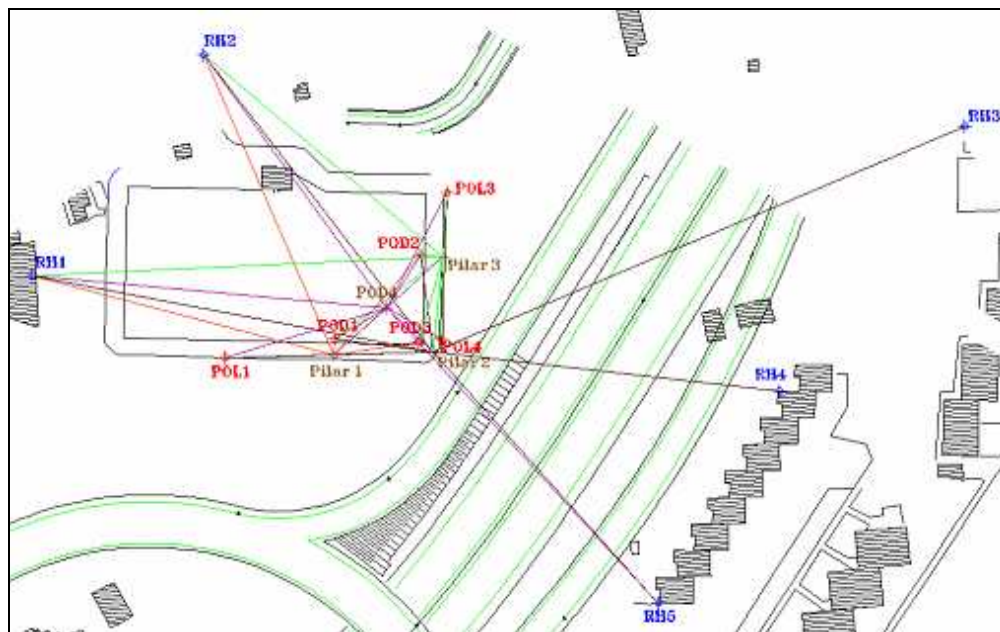 RH2
RH3
POL3
POD2
RH1
Pilar 3
POD4
POD1
POD3
POL4
POL1
Pilar 1
Pilar 2
RH4
RH5